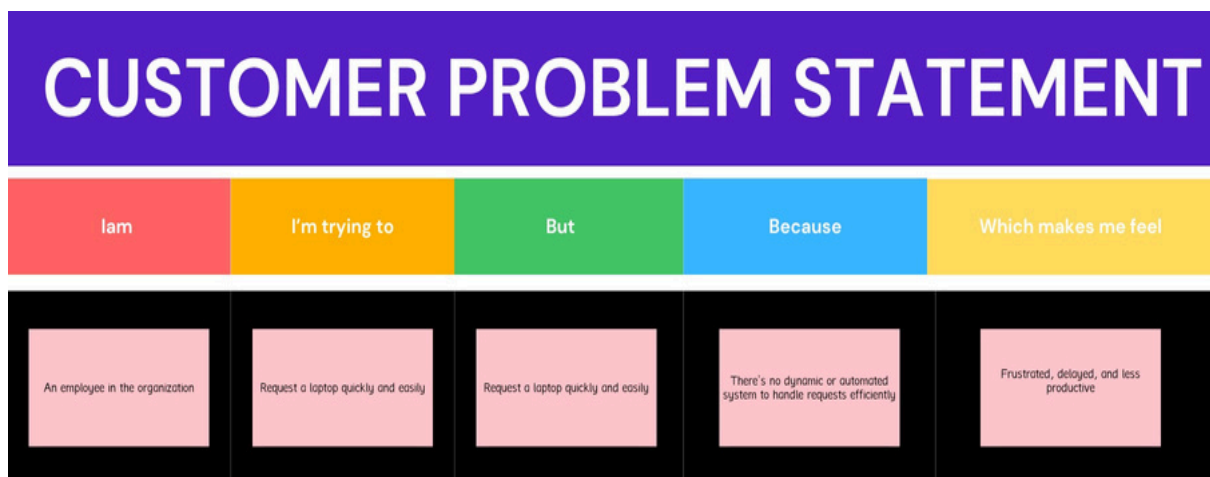 CUSTOMER PROBLEM STATEMENT
Iam
I'm trying to
But
Because
Which makes me feel
An employee in the organization
Request a laptop quickly and easily
Request a laptop quickly and easily
There's no dynamic or automated
system to handle requests efficiently
Frustrated, delayed, and less
productive